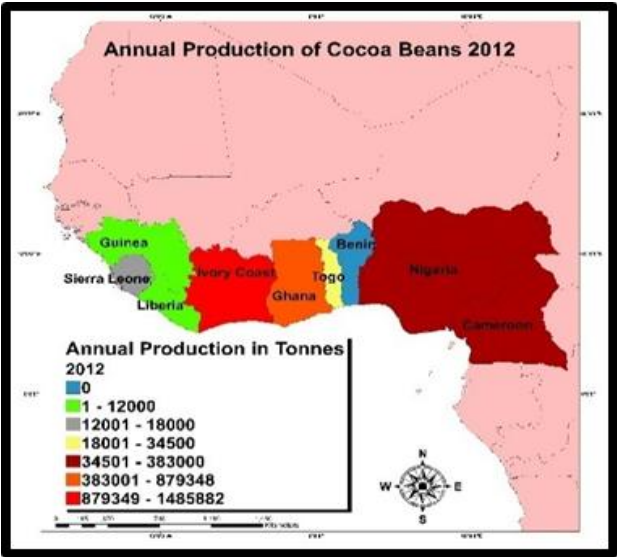 Annual Production of Cocoa Beans 2012
Guinea
Sierra Leone
Liberia
Ivory Coast
Ghana
Togo
Benin
Nigeria
Cameroon
Annual Production in Tonnes
2012
0
1 - 12000
12001 - 18000
18001 - 34500
34501 - 383000
383001 - 879348
879349 - 1485882
N
W
E
S